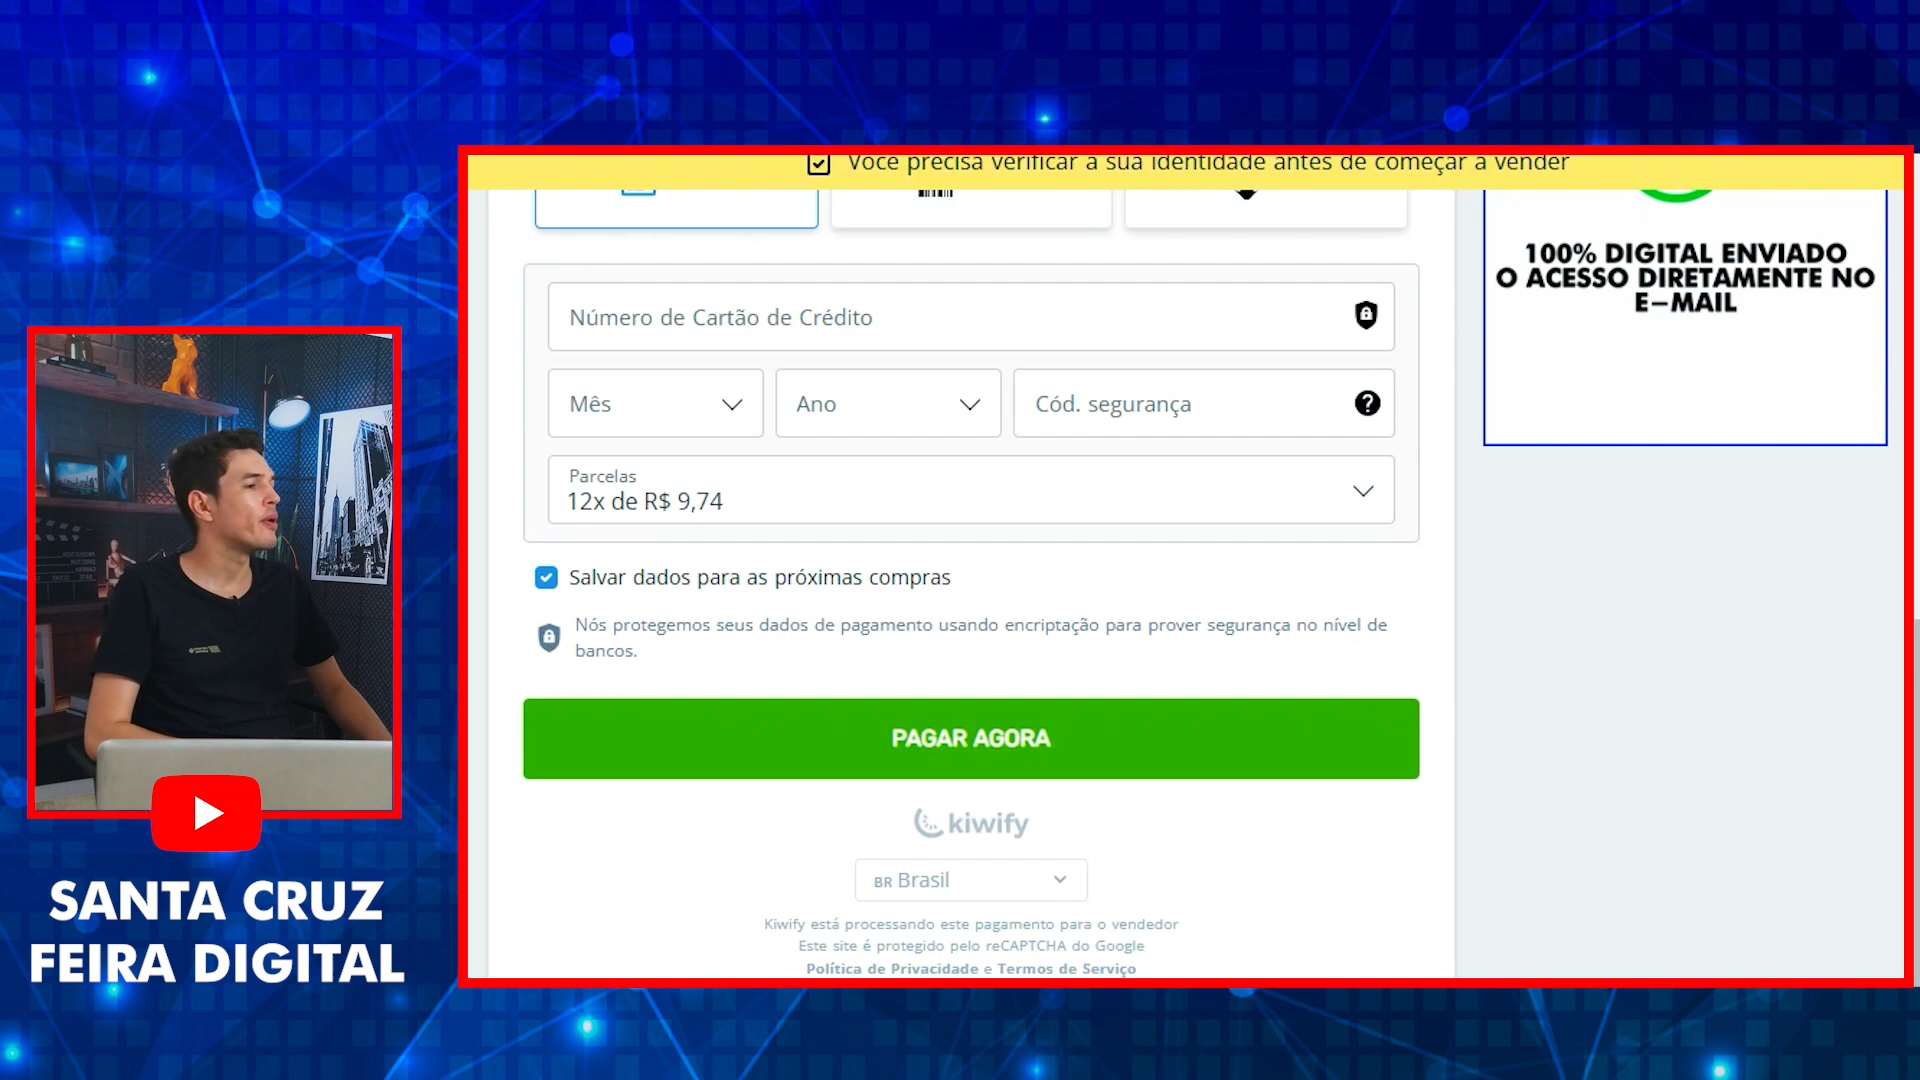 Você precisa verificar a sua identidade antes de começar a vender
100% DIGITAL ENVIADO
O ACESSO DIRETAMENTE NO
E-MAIL
Número de Cartão de Crédito
Mês
Ano
Cód. segurança
Parcelas
12x de R$ 9,74
Salvar dados para as próximas compras
Nós protegemos seus dados de pagamento usando encriptação para prover segurança no nível de
bancos.
PAGAR AGORA
kiwify
BR Brasil
Kiwify está processando este pagamento para o vendedor
Este site é protegido pelo reCAPTCHA do Google
Política de Privacidade e Termos de Serviço
SANTA CRUZ
FEIRA DIGITAL